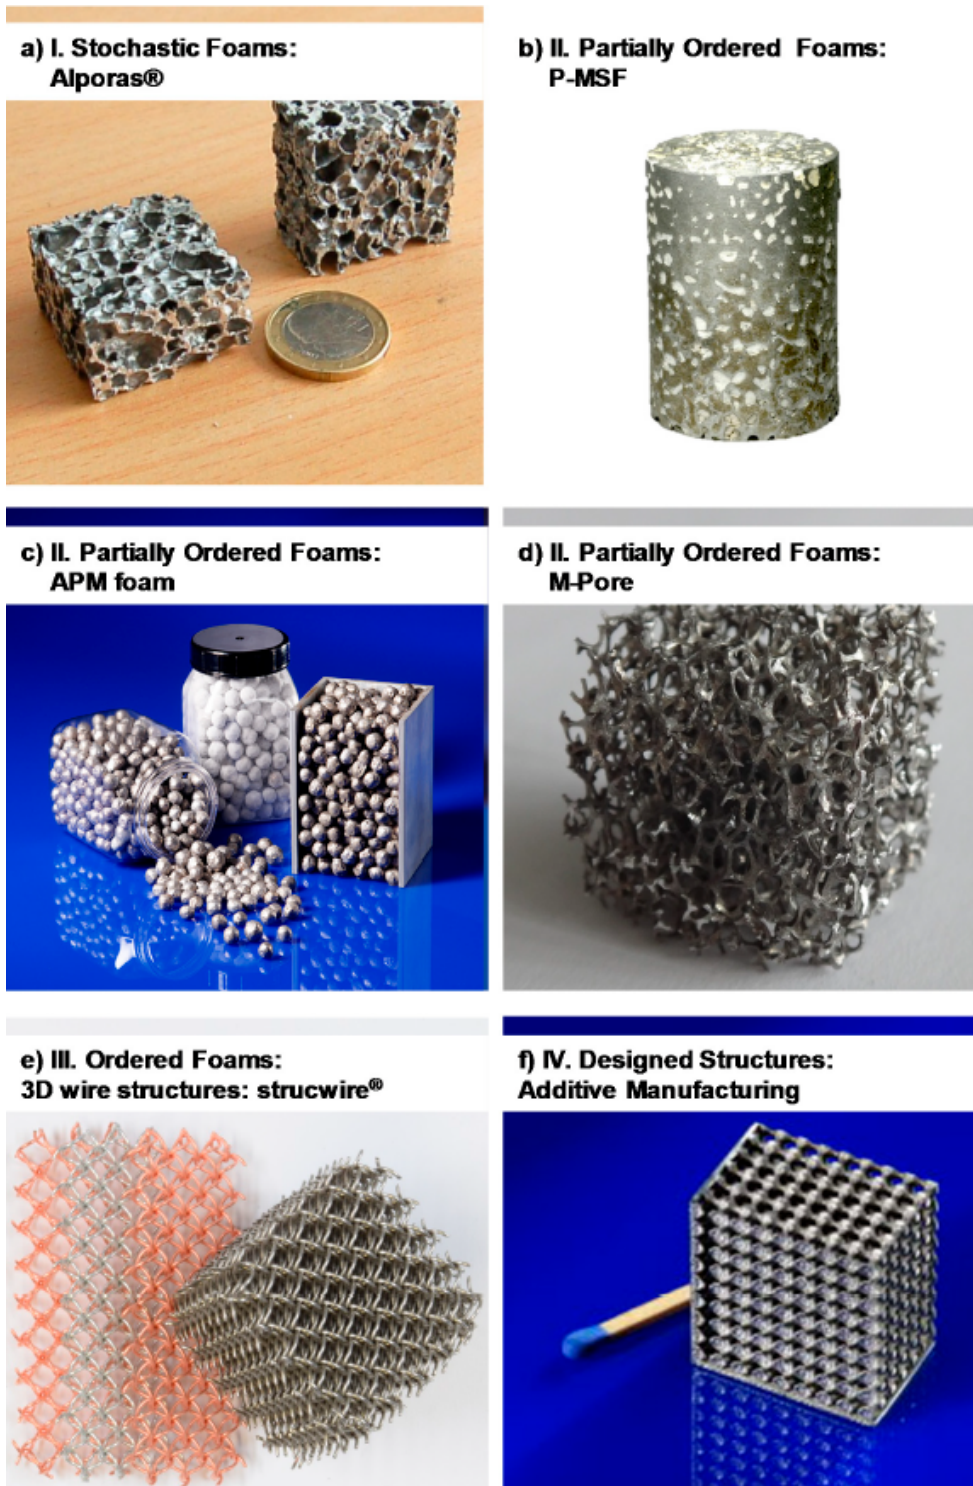 a) I. Stochastic Foams:
Alporas®
b) II. Partially Ordered Foams:
P-MSF
c) II. Partially Ordered Foams:
APM foam
d) II. Partially Ordered Foams:
M-Pore
e) III. Ordered Foams:
3D wire structures: strucwire®
f) IV. Designed Structures:
Additive Manufacturing